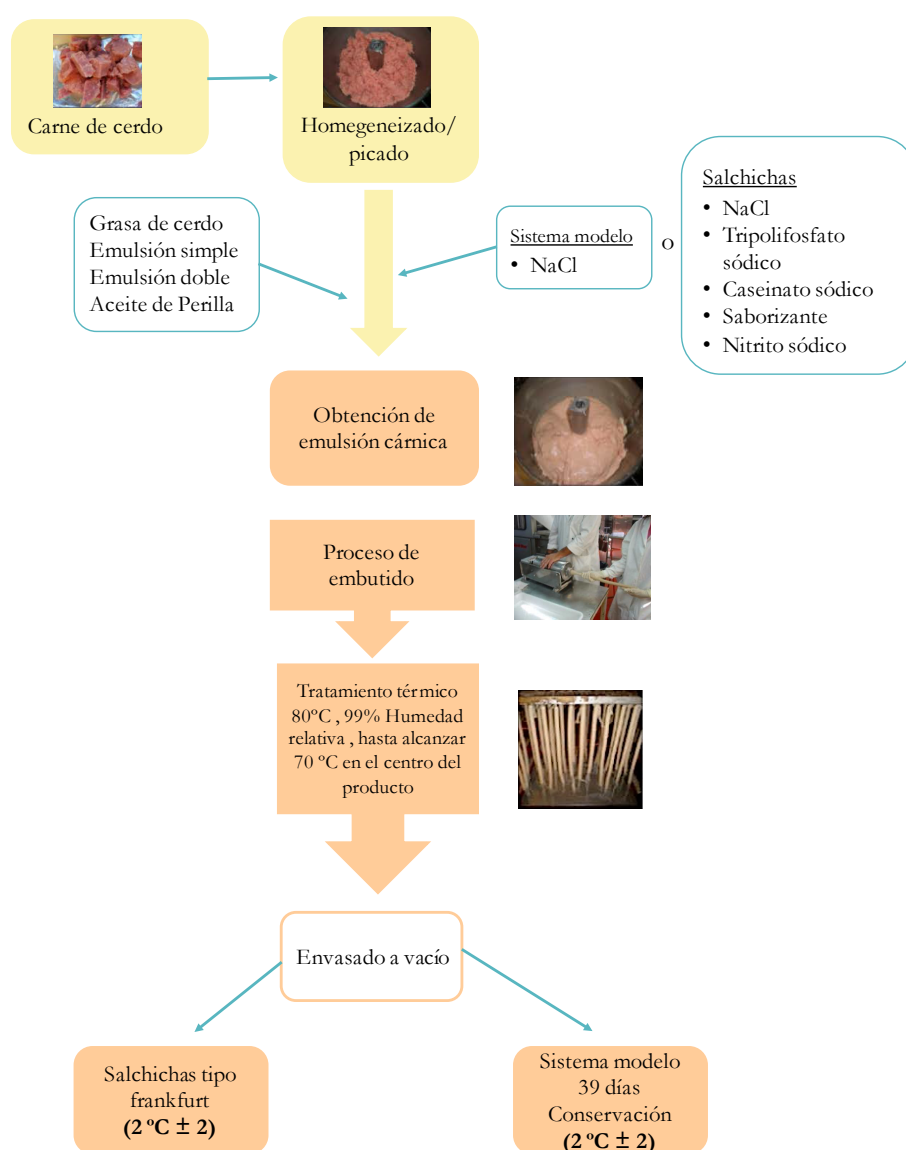 Carne de cerdo
Homegeneizado/
picado
Grasa de cerdo
Emulsión simple
Emulsión doble
Aceite de Perilla
Sistema modelo
• NaCl
o
Salchichas
• NaCl
• Tripolifosfato
sódico
• Caseinato sódico
• Saborizante
• Nitrito sódico
Obtención de
emulsión cárnica
Proceso de
embutido
Tratamiento térmico
80ºC , 99% Humedad
relativa , hasta alcanzar
70 ºC en el centro del
producto
Envasado a vacío
Salchichas tipo
frankfurt
(2 ºC ± 2)
Sistema modelo
39 días
Conservación
(2 ºC ± 2)